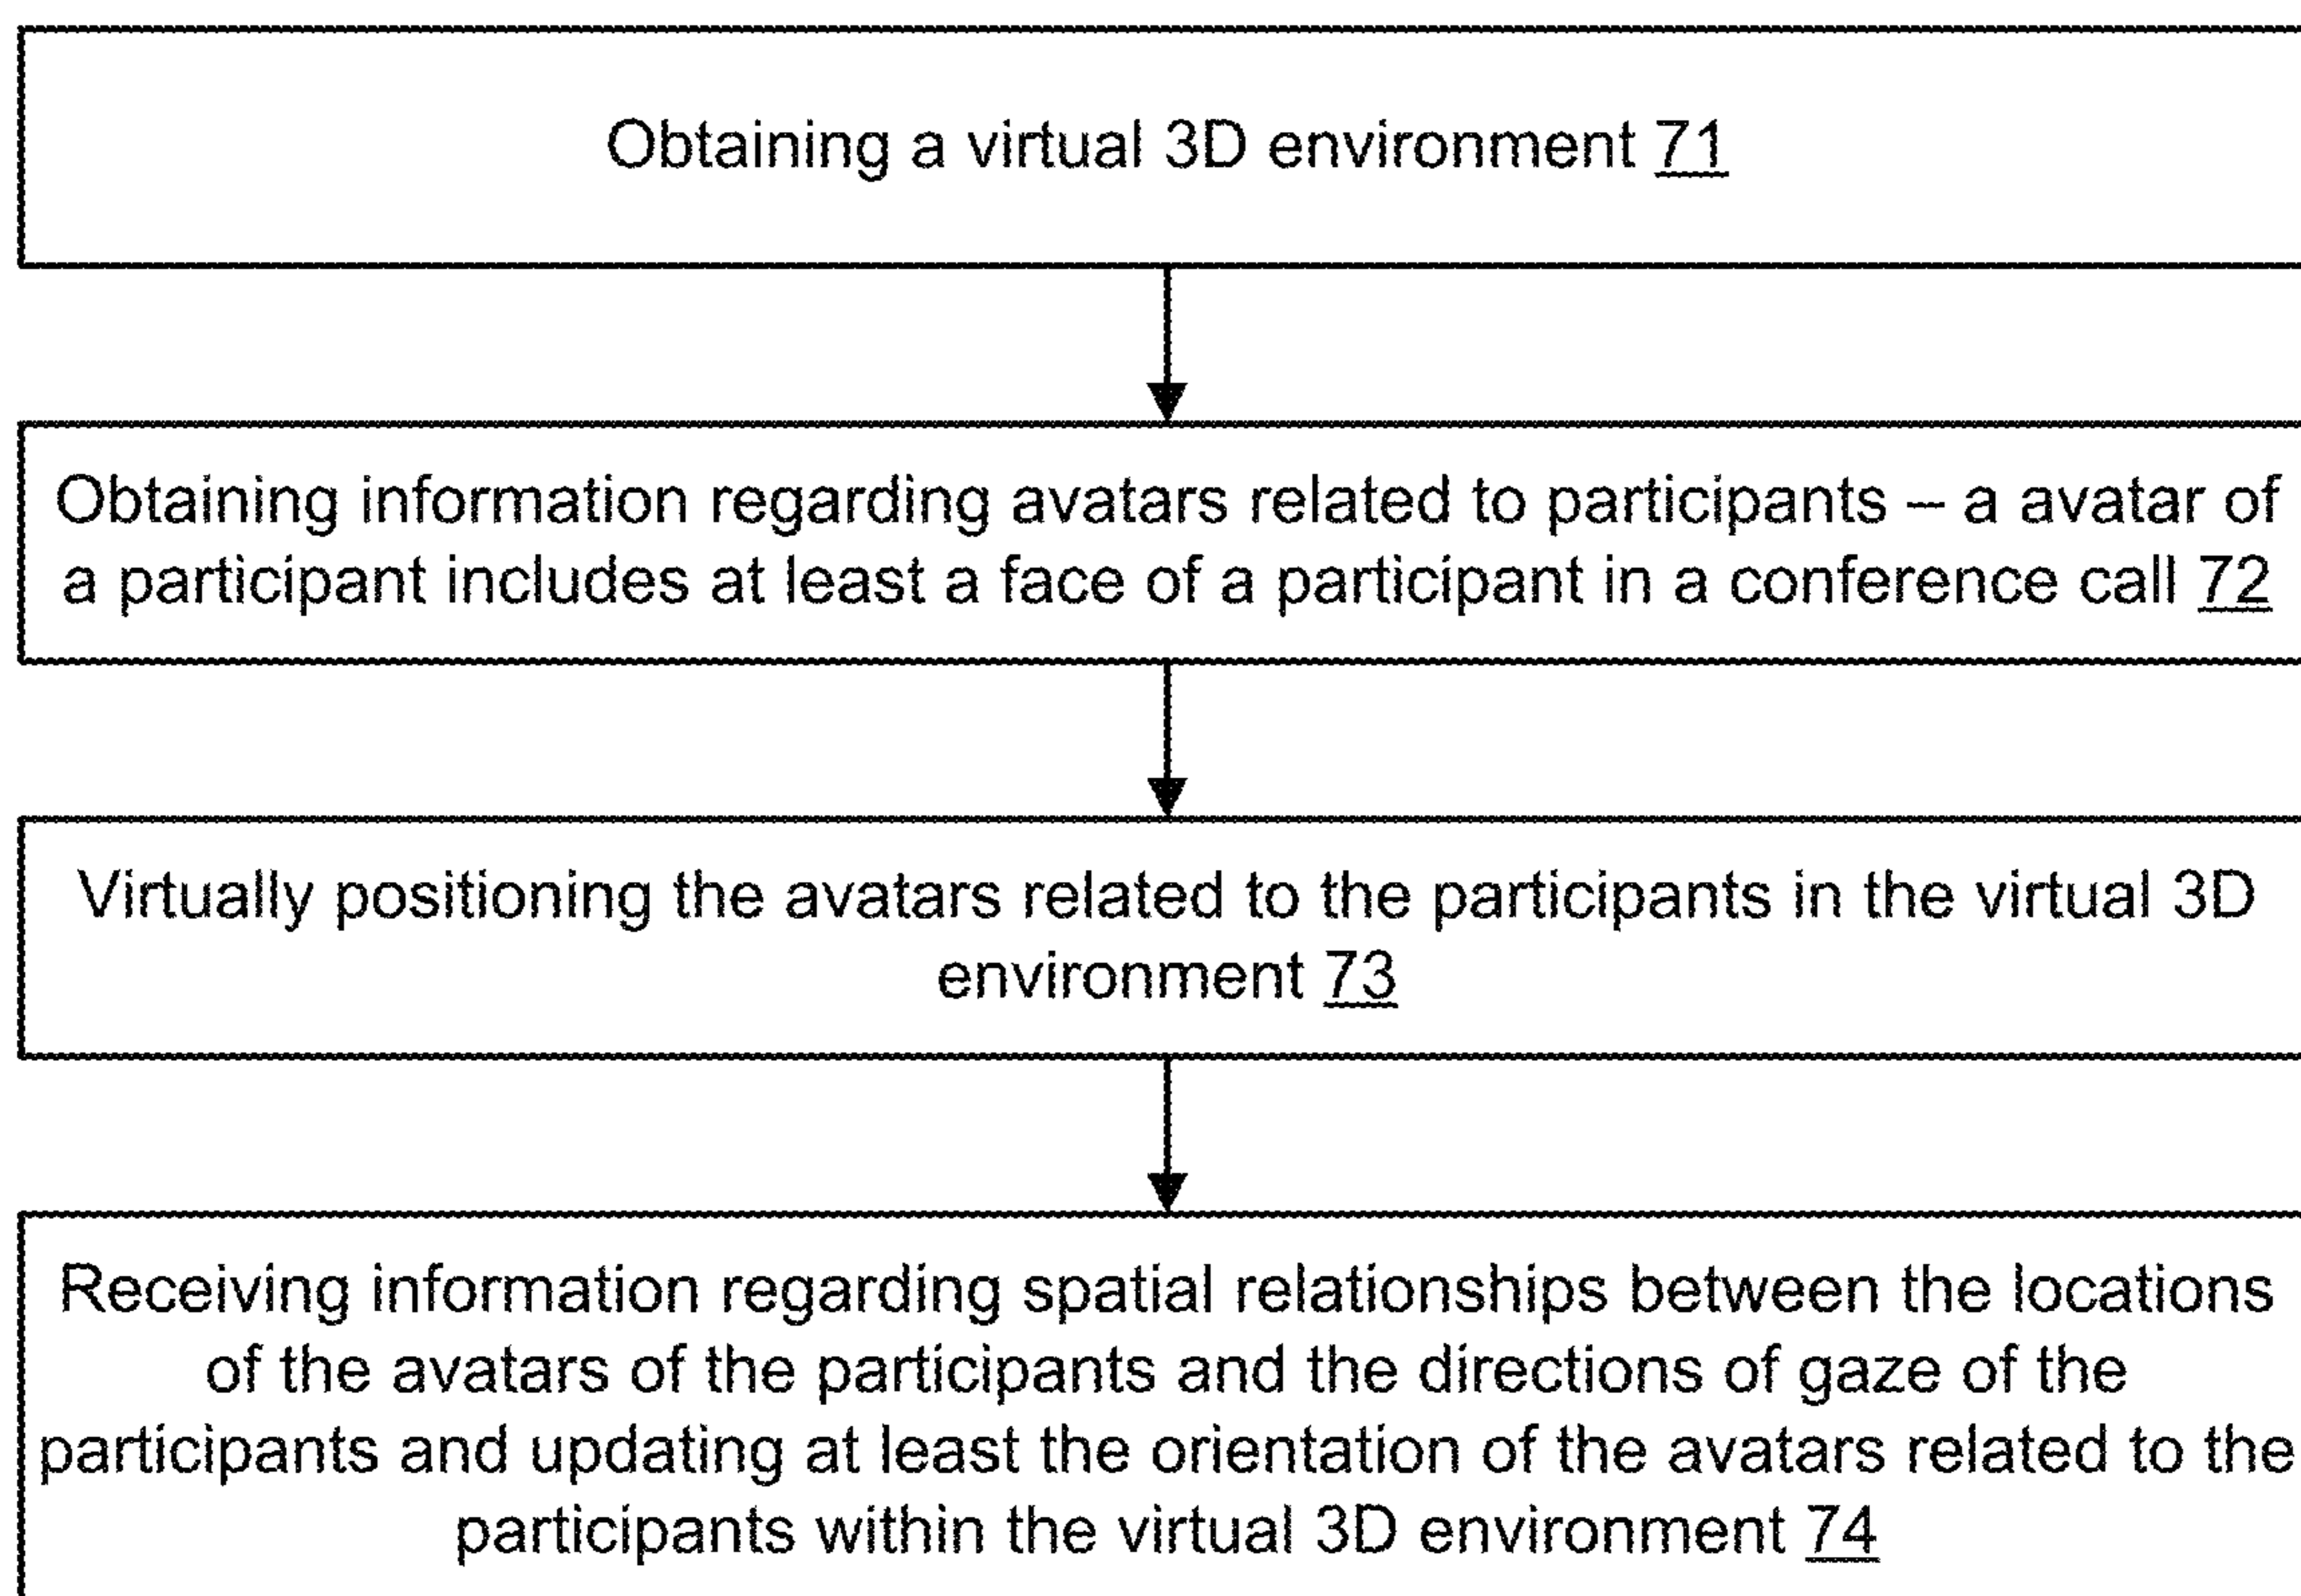 Obtaining a virtual 3D environment 71
Obtaining information regarding avatars related to participants – a avatar of
a participant includes at least a face of a participant in a conference call 72
Virtually positioning the avatars related to the participants in the virtual 3D
environment 73
Receiving information regarding spatial relationships between the locations
of the avatars of the participants and the directions of gaze of the
participants and updating at least the orientation of the avatars related to the
participants within the virtual 3D environment 74